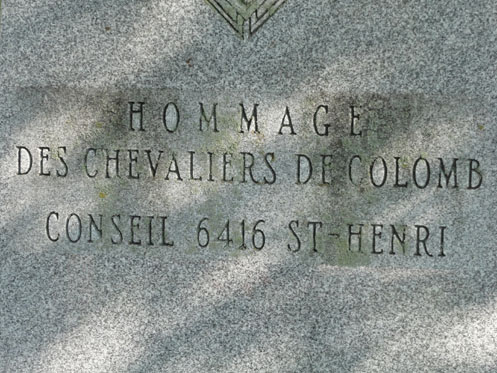 HOMMAGE
DES CHEVALIERS DE COLOMB
CONSEIL 6416 ST-HENRI